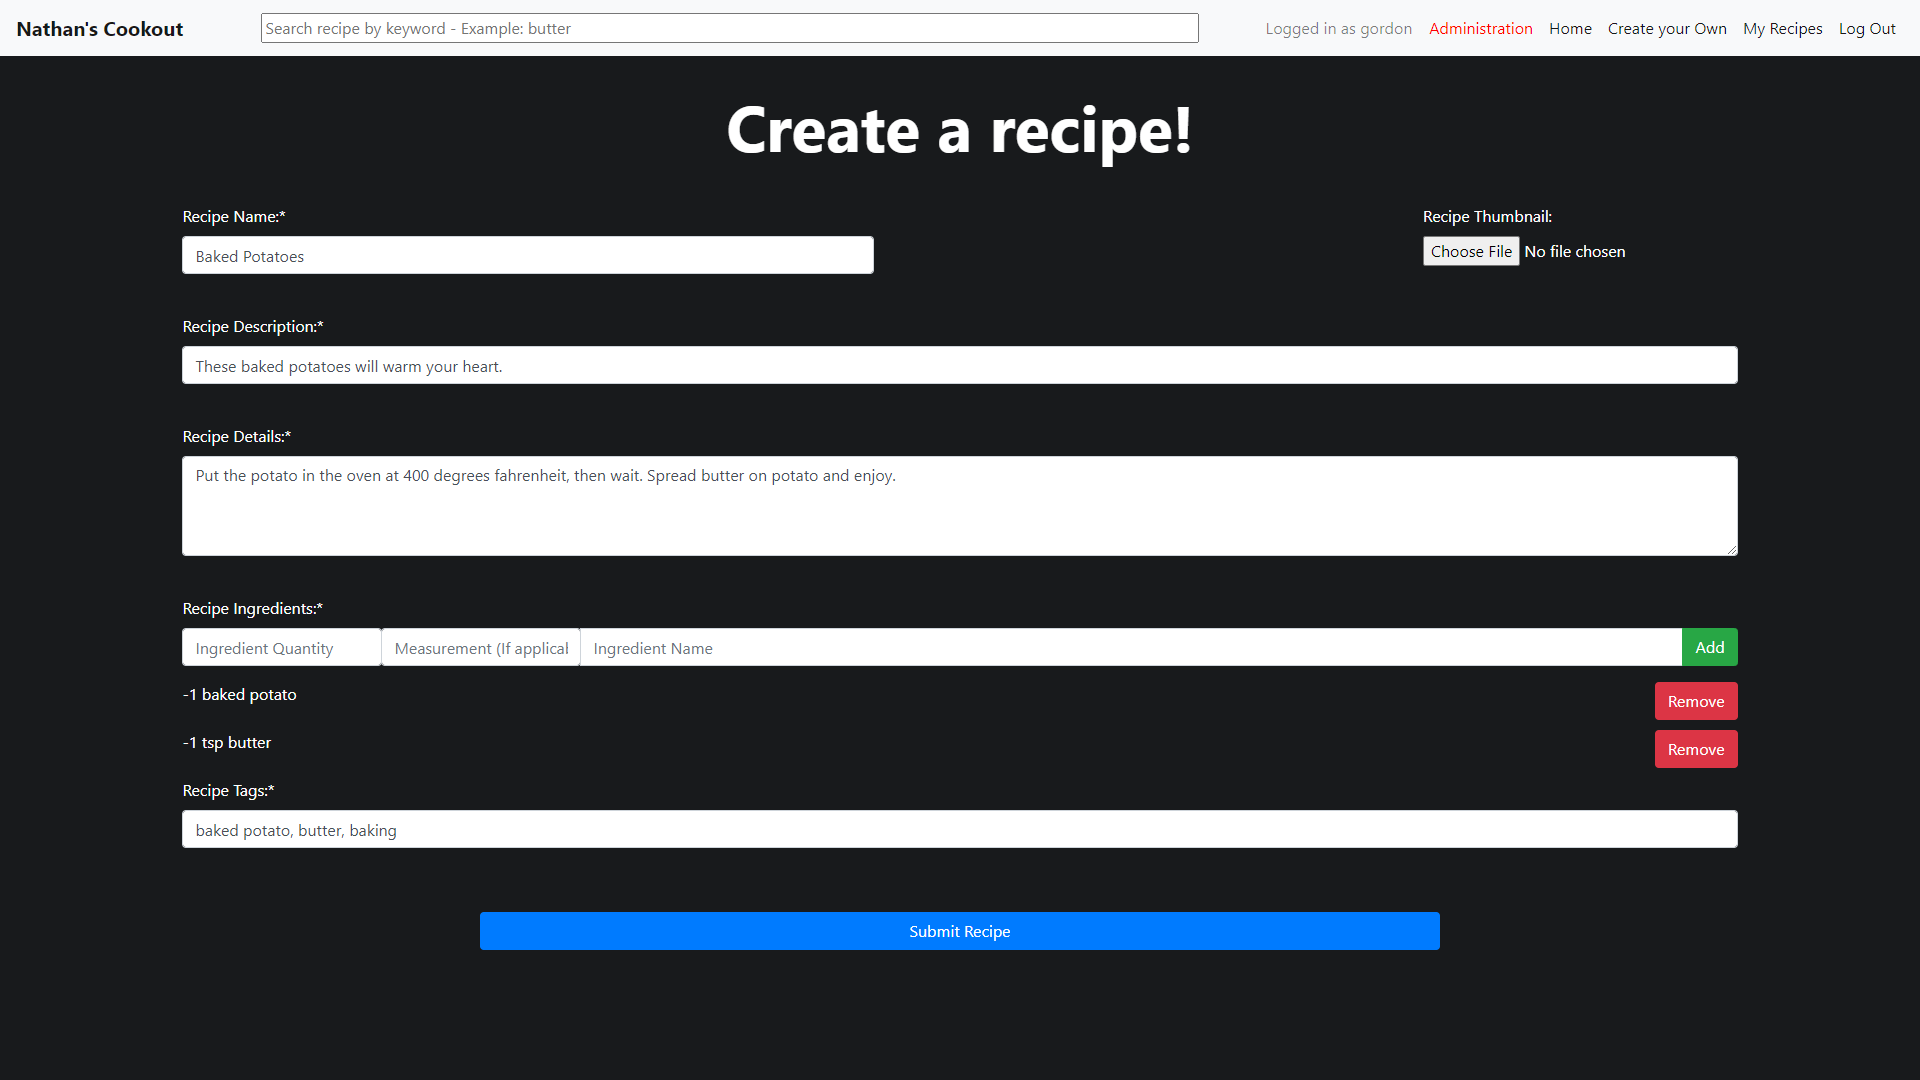 Nathan's Cookout
Search recipe by keyword - Example: butter
Logged in as gordon Administration Home Create your Own My Recipes Log Out
Create a recipe!
Recipe Name:*
Recipe Thumbnail:
Baked Potatoes
Choose File No file chosen
Recipe Description:*
These baked potatoes will warm your heart.
Recipe Details:*
Put the potato in the oven at 400 degrees fahrenheit, then wait. Spread butter on potato and enjoy.
Recipe Ingredients:*
Ingredient Quantity Measurement (If applical Ingredient Name Add
-1 baked potato Remove
-1 tsp butter Remove
Recipe Tags:*
baked potato, butter, baking
Submit Recipe